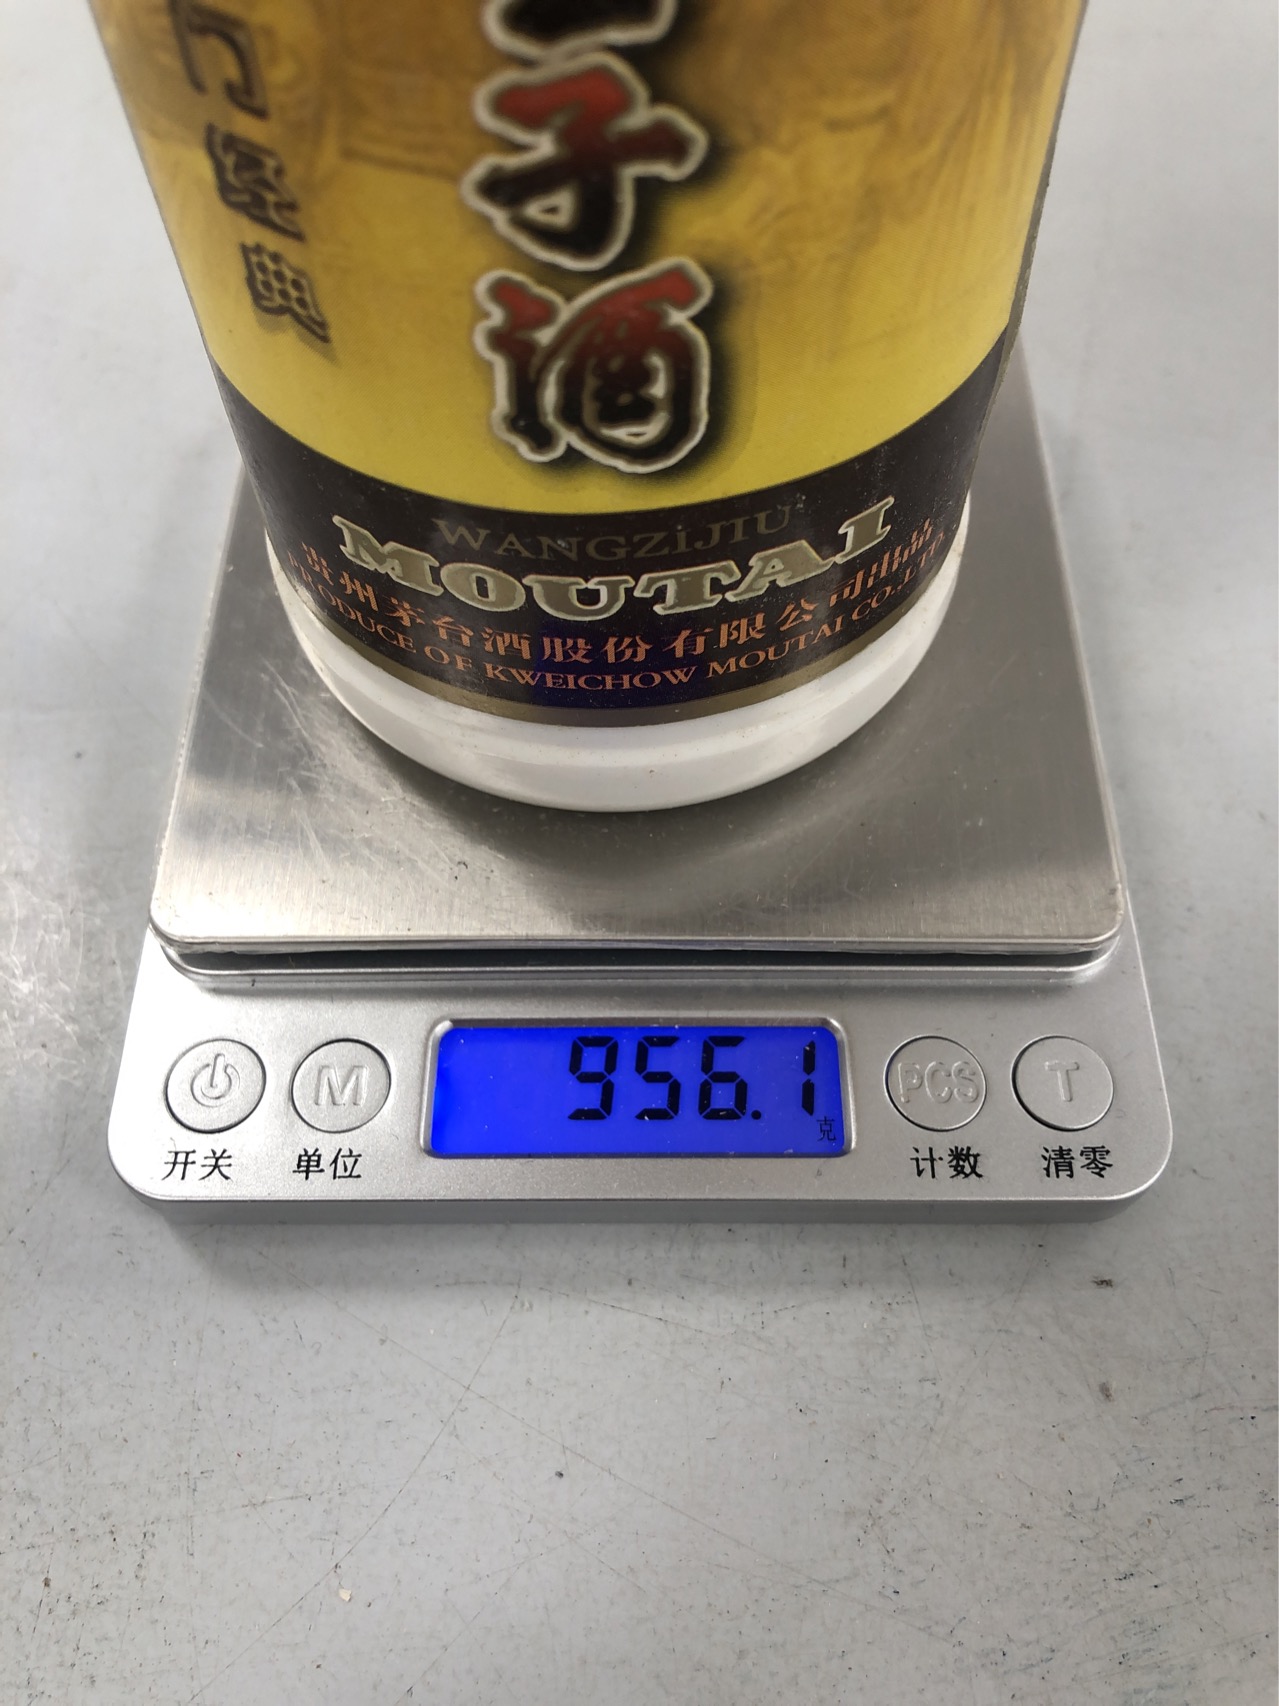 子酒
经典
WANGZiJIU
MOUTAI
贵州茅台酒股份有限公司出品
PRODUCE OF KWEICHOW MOUTAI CO.,LTD.
M
956.1
克
PCS
T
开关
单位
计数
清零